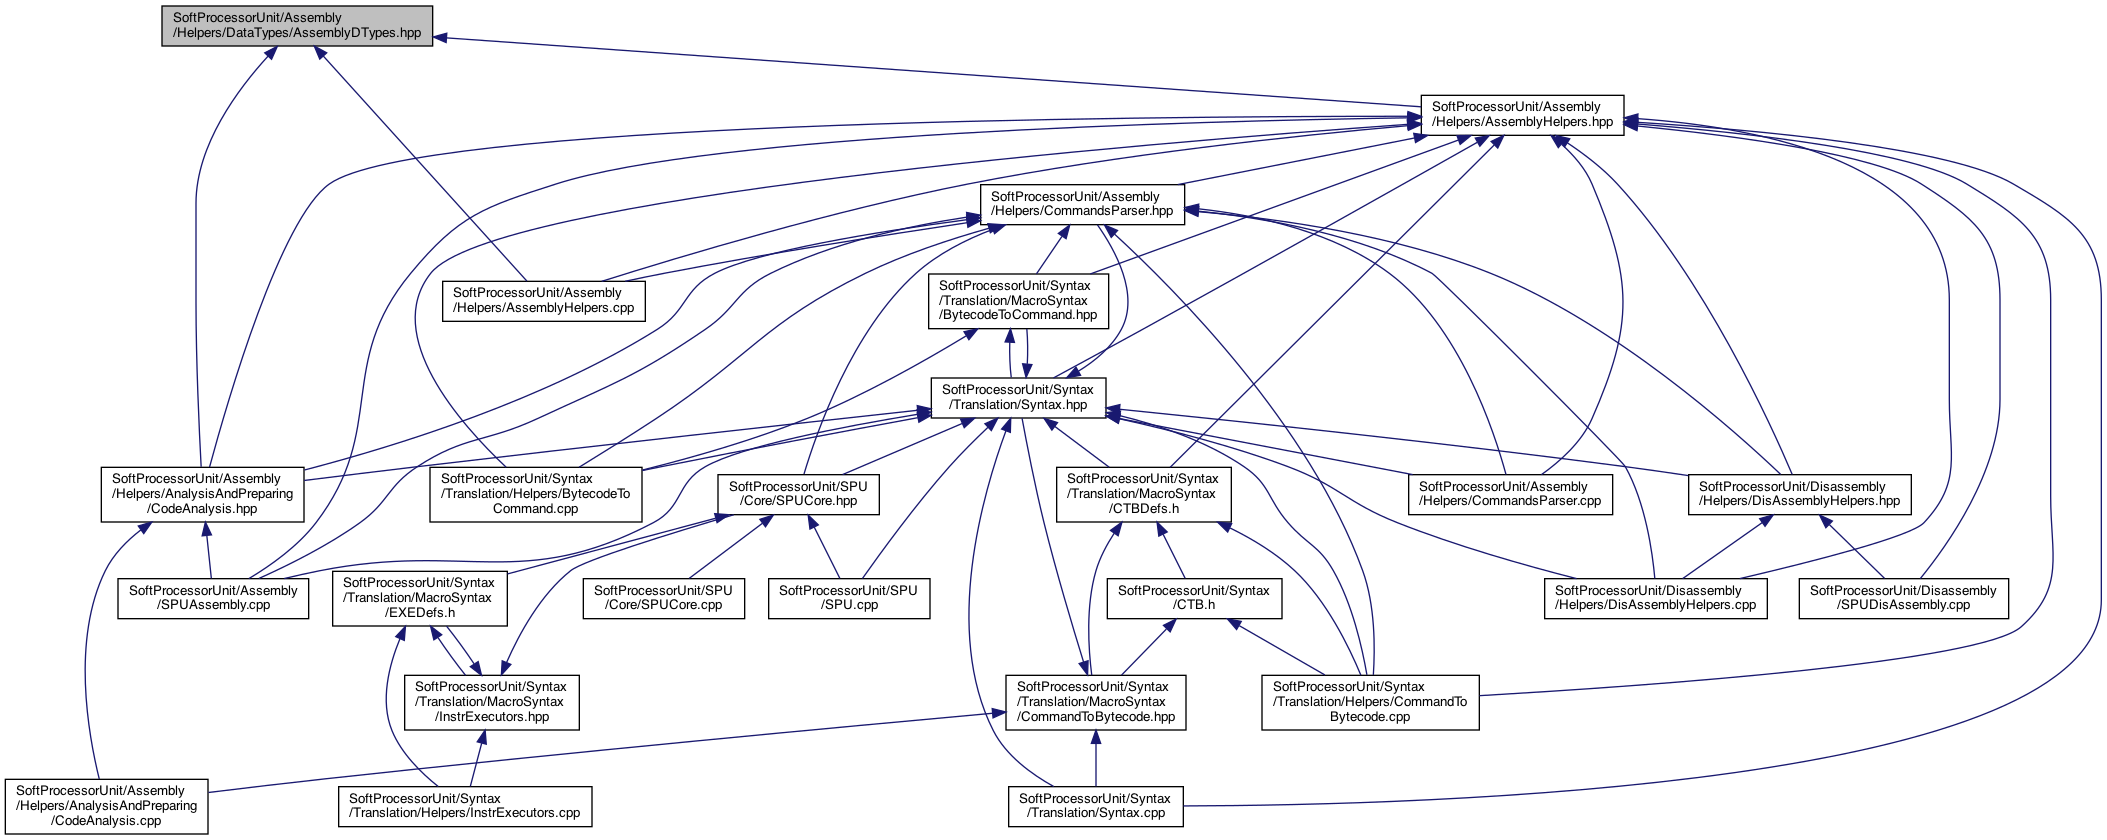 SoftProcessorUnit/Assembly
/Helpers/DataTypes/AssemblyDTypes.hpp
SoftProcessorUnit/Assembly
/Helpers/AssemblyHelpers.hpp
SoftProcessorUnit/Assembly
/Helpers/CommandsParser.hpp
SoftProcessorUnit/Assembly
/Helpers/AssemblyHelpers.cpp
SoftProcessorUnit/Syntax
/Translation/MacroSyntax
/BytecodeToCommand.hpp
SoftProcessorUnit/Syntax
/Translation/Syntax.hpp
SoftProcessorUnit/Assembly
/Helpers/AnalysisAndPreparing
/CodeAnalysis.hpp
SoftProcessorUnit/Syntax
/Translation/Helpers/BytecodeTo
Command.cpp
SoftProcessorUnit/SPU
/Core/SPUCore.hpp
SoftProcessorUnit/Syntax
/Translation/MacroSyntax
/CTBDefs.h
SoftProcessorUnit/Assembly
/Helpers/CommandsParser.cpp
SoftProcessorUnit/Disassembly
/Helpers/DisAssemblyHelpers.hpp
SoftProcessorUnit/Assembly
/SPUAssembly.cpp
SoftProcessorUnit/Syntax
/Translation/MacroSyntax
/EXEDefs.h
SoftProcessorUnit/SPU
/Core/SPUCore.cpp
SoftProcessorUnit/SPU
/SPU.cpp
SoftProcessorUnit/Syntax
/CTB.h
SoftProcessorUnit/Disassembly
/Helpers/DisAssemblyHelpers.cpp
SoftProcessorUnit/Disassembly
/SPUDisAssembly.cpp
SoftProcessorUnit/Syntax
/Translation/MacroSyntax
/InstrExecutors.hpp
SoftProcessorUnit/Syntax
/Translation/MacroSyntax
/CommandToBytecode.hpp
SoftProcessorUnit/Syntax
/Translation/Helpers/CommandTo
Bytecode.cpp
SoftProcessorUnit/Assembly
/Helpers/AnalysisAndPreparing
/CodeAnalysis.cpp
SoftProcessorUnit/Syntax
/Translation/Helpers/InstrExecutors.cpp
SoftProcessorUnit/Syntax
/Translation/Syntax.cpp